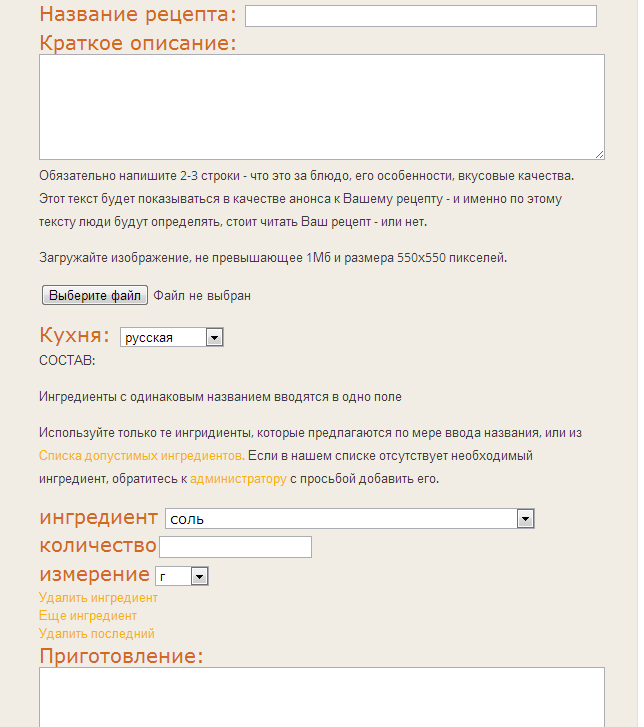 Название рецепта:
Краткое описание:
Обязательно напишите 2-3 строки - что это за блюдо, его особенности, вкусовые качества.
Этот текст будет показываться в качестве анонса к Вашему рецепту - и именно по этому
тексту люди будут определять, стоит читать Ваш рецепт - или нет.
Загружайте изображение, не превышающее 1Мб и размера 550x550 пикселей.
Выберите файл Файл не выбран
Кухня: русская
СОСТАВ:
Ингредиенты с одинаковым названием вводятся в одно поле
Используйте только те ингридиенты, которые предлагаются по мере ввода названия, или из
Списка допустимых ингредиентов. Если в нашем списке отсутствует необходимый
ингредиент, обратитесь к администратору с просьбой добавить его.
ингредиент соль
количество
измерение г
Удалить ингредиент
Еще ингредиент
Удалить последний
Приготовление: